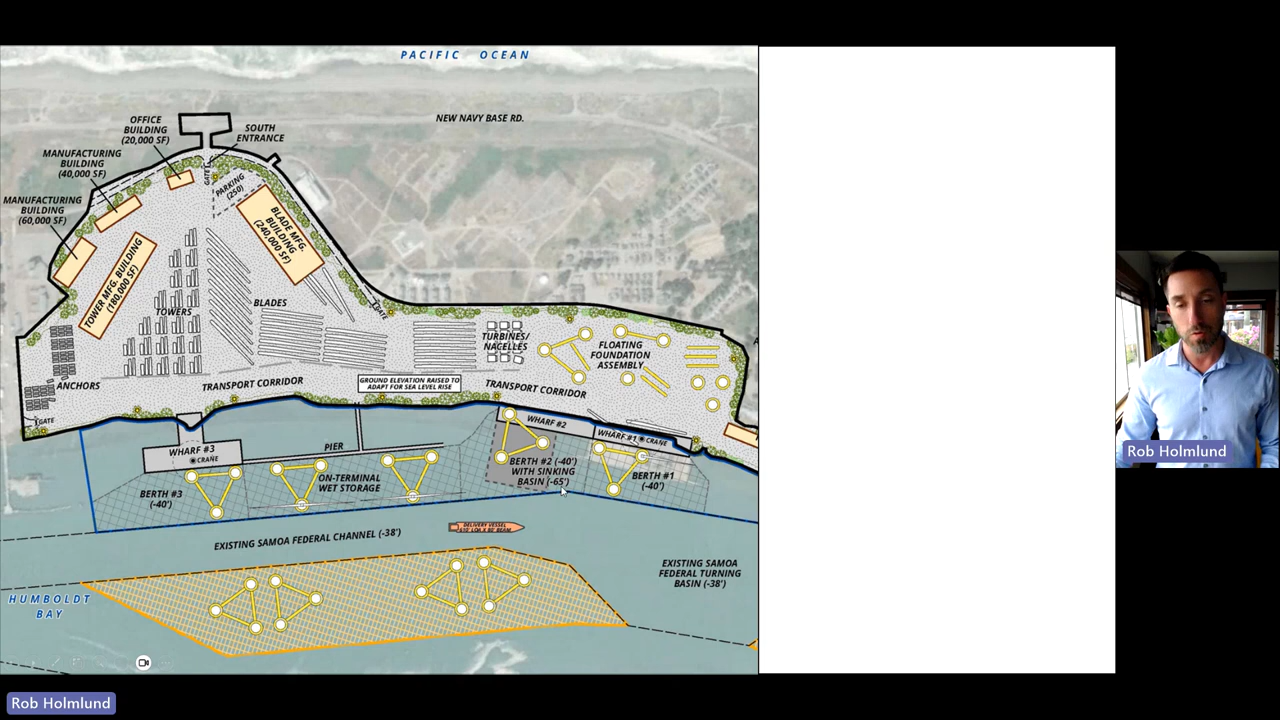 PACIFIC OCEAN
NEW NAVY BASE RD.
OFFICE
BUILDING
(20,000 SF)
SOUTH
ENTRANCE
MANUFACTURING
BUILDING
(40,000 SF)
GATE
PARKING
(250)
MANUFACTURING
BUILDING
(60,000 SF)
BLADE MFG.
BUILDING
(240,000 SF)
TOWER MFG. BUILDING
(180,000 SF)
TOWERS
BLADES
GATE
TURBINES/
NACELLES
FLOATING
FOUNDATION
ASSEMBLY
ANCHORS
TRANSPORT CORRIDOR
GROUND ELEVATION RAISED TO
ADAPT FOR SEA LEVEL RISE
TRANSPORT CORRIDOR
GATE
WHARF #3
CRANE
PIER
WHARF #2
WHARF #1
CRANE
BERTH #3
(-40')
ON-TERMINAL
WET STORAGE
BERTH #2 (-40')
WITH SINKING
BASIN (-65')
BERTH #1
(-40')
DELIVERY VESSEL
EXISTING SAMOA FEDERAL CHANNEL (-38')
EXISTING SAMOA
FEDERAL TURNING
BASIN (-38')
HUMBOLDT
BAY
Rob Holmlund
Rob Holmlund